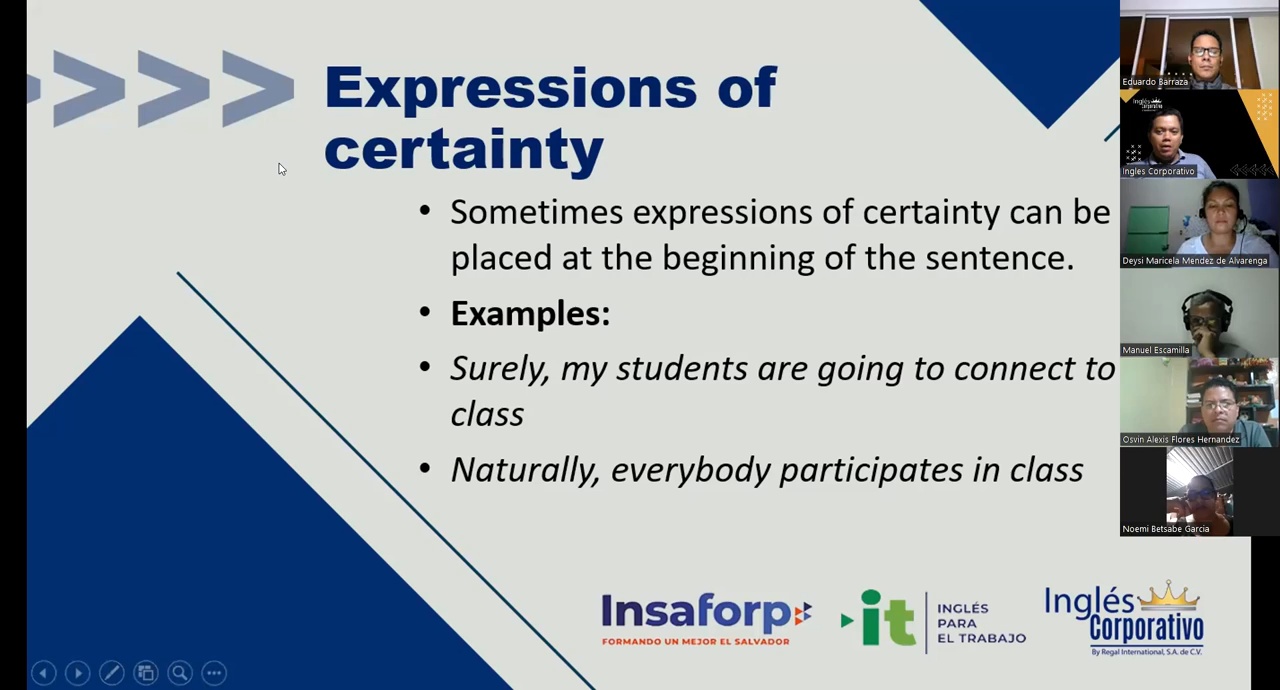 Expressions of
certainty
• Sometimes expressions of certainty can be
placed at the beginning of the sentence.
• Examples:
• Surely, my students are going to connect to
class
• Naturally, everybody participates in class
Insaforp
FORMANDO UN MEJOR EL SALVADOR
it
INGLÉS
PARA
EL TRABAJO
Inglés
Corporativo
By Regal International, S.A. de C.V.
Eduardo Barraza
Inglés
Corporativo
Ingles Corporativo
Deysi Maricela Mendez de Alvarenga
Manuel Escamilla
Osvin Alexis Flores Hernandez
Noemi Betsabe Garcia